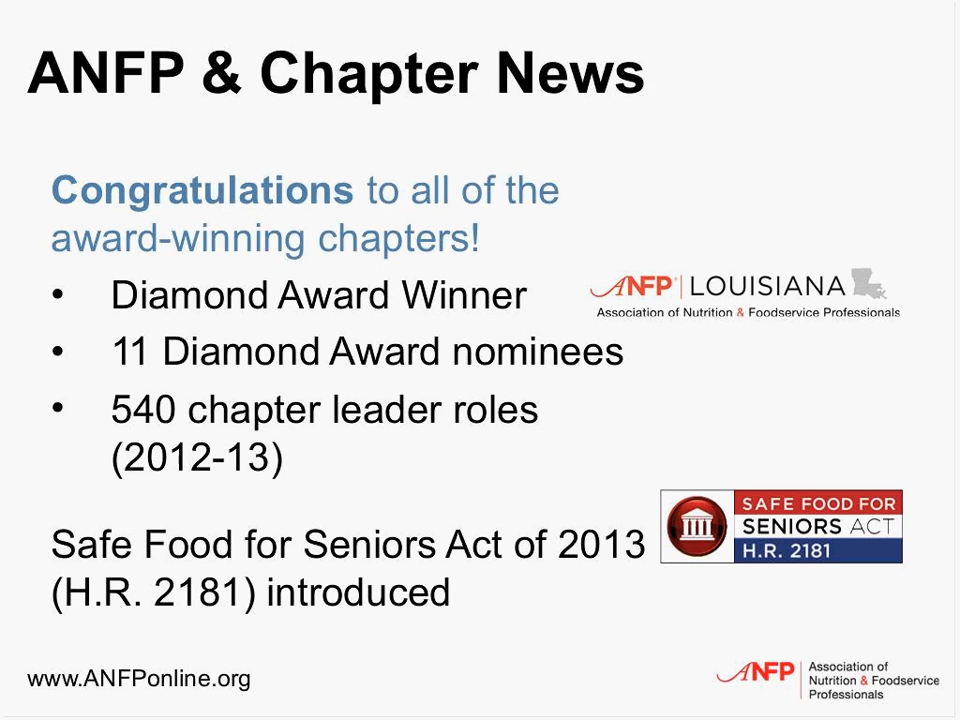 ANFP & Chapter News
Congratulations to all of the
award-winning chapters!
• Diamond Award Winner
ANFP® | LOUISIANA
Association of Nutrition & Foodservice Professionals
• 11 Diamond Award nominees
• 540 chapter leader roles
(2012-13)
SAFE FOOD FOR
SENIORS ACT
H.R. 2181
Safe Food for Seniors Act of 2013
(H.R. 2181) introduced
www.ANFPonline.org
ANFP
Association of
Nutrition & Foodservice
Professionals